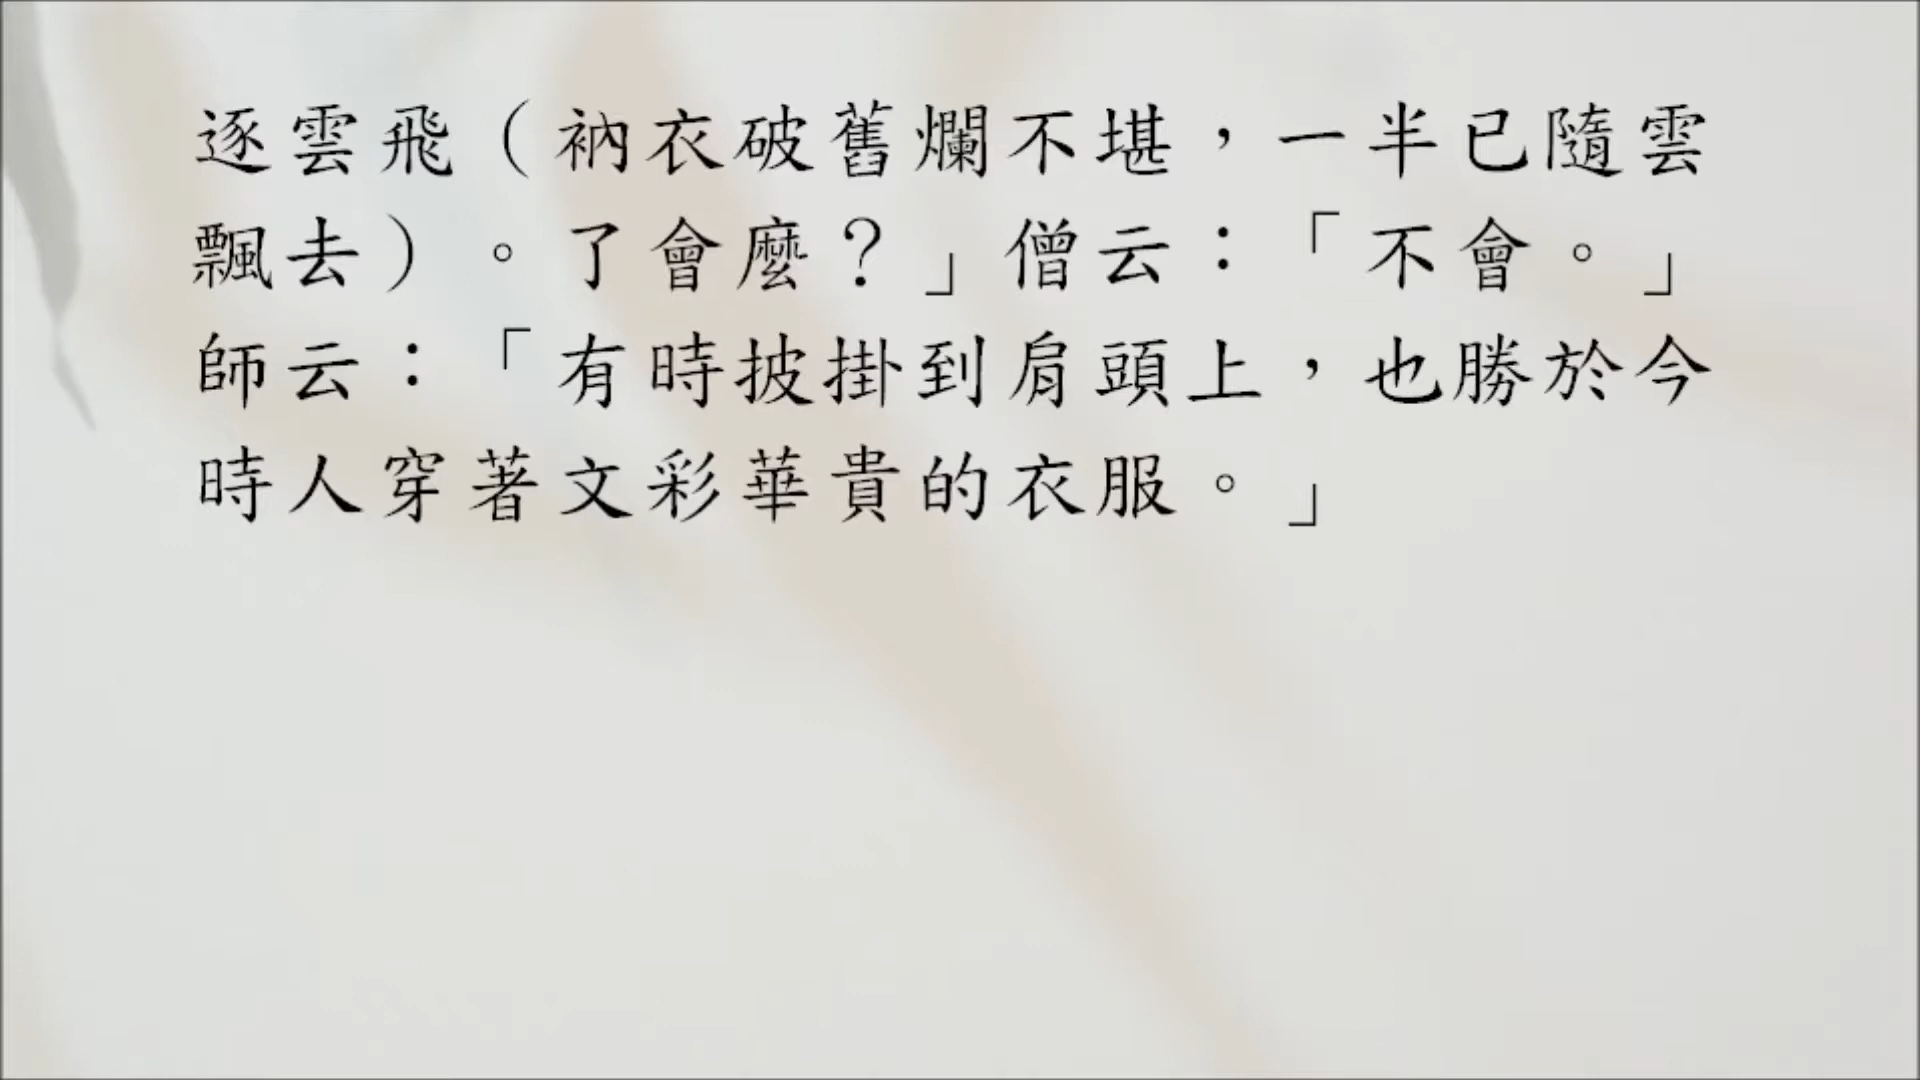 逐雲飛（衲衣破舊爛不堪，一半已隨雲
飄去）。了會麼？」僧云：「不會。」
師云：「有時披掛到肩頭上，也勝於今
時人穿著文彩華貴的衣服。」